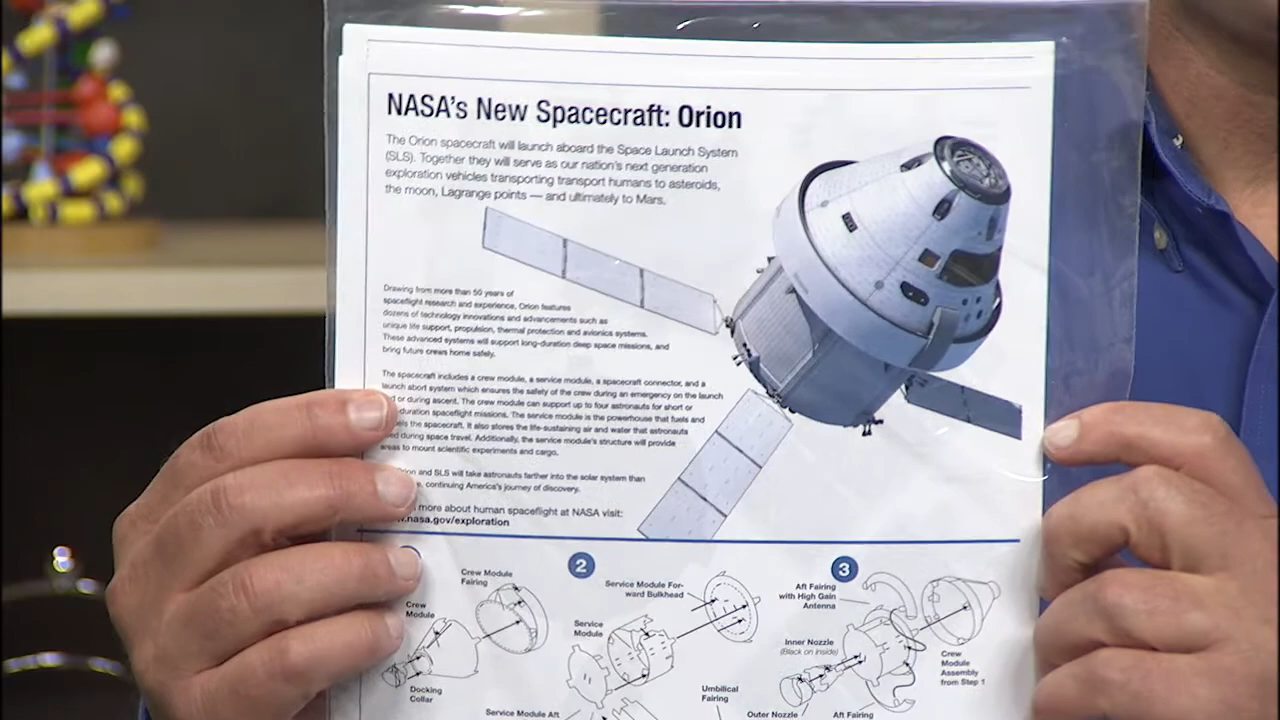 NASA's New Spacecraft: Orion
The Orion spacecraft will launch aboard the Space Launch System
(SLS). Together they will serve as our nation's next generation
exploration vehicles transporting transport humans to asteroids,
the moon, Lagrange points — and ultimately to Mars.
Drawing from more than 50 years of
spaceflight research and experience, Orion features
dozens of technology innovations and advancements such as
unique life support, propulsion, thermal protection and avionics systems.
These advanced systems will support long-duration deep space missions, and
bring future crews home safely.
The spacecraft includes a crew module, a service module, a spacecraft connector, and a
launch abort system which ensures the safety of the crew during an emergency on the launch
or during ascent. The crew module can support up to four astronauts for short or
-duration spaceflight missions. The service module is the powerhouse that fuels and
the spacecraft. It also stores the life-sustaining air and water that astronauts
during space travel. Additionally, the service module's structure will provide
areas to mount scientific experiments and cargo.
and SLS will take astronauts farther into the solar system than
, continuing America's journey of discovery.
more about human spaceflight at NASA visit:
.nasa.gov/exploration
2
3
Crew Module
Fairing
Crew
Module
Docking
Collar
Service Module For-
ward Bulkhead
Service
Module
Umbilical
Fairing
Service Module Aft
Aft Fairing
with High Gain
Antenna
Inner Nozzle
(Black on inside)
Crew
Module
Assembly
from Step 1
Outer Nozzle
Aft Fairing